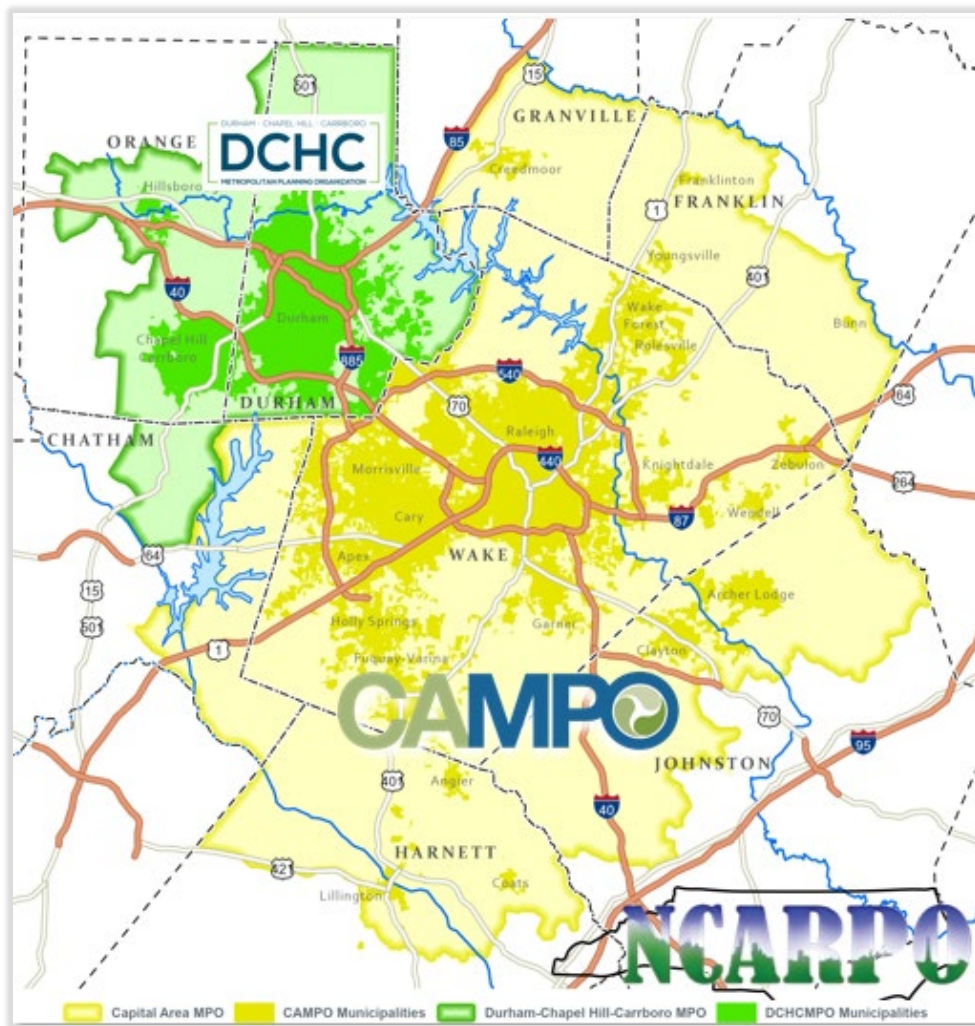 501
15
GRANVILLE
DURHAM · CHAPEL HILL · CARRBORO
DCHC
METROPOLITAN PLANNING ORGANIZATION
ORANGE
85
Creedmoor
Hillsboro
Franklinton
1
FRANKLIN
Youngsville
401
40
Wake
Forest
Rolesville
Bunn
Durham
Chapel Hill
Carrboro
885
540
64
DURHAM
70
CHATHAM
Raleigh
440
Morrisville
Knightdale
Zebulon
264
Cary
87
Wendell
64
Apex
WAKE
15
501
Archer Lodge
Holly Springs
Garner
1
Fuquay-Varina
Clayton
CAMPO
70
95
JOHNSTON
401
Angier
40
HARNETT
421
Lillington
Coats
NCARPO
Capital Area MPO
CAMPO Municipalities
Durham-Chapel Hill-Carrboro MPO
DCHCMPO Municipalities